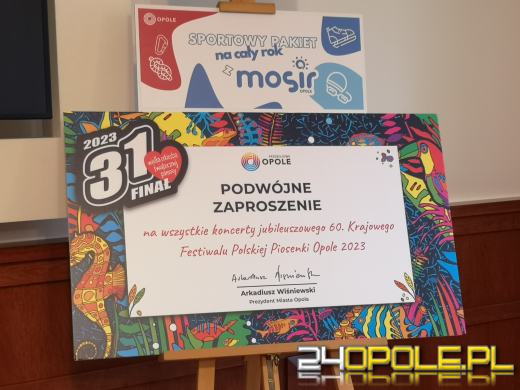 OPOLE
SPORTOWY PAKIET
na cały rok
z mosir
OPOLE
2023
31
FINAŁ
wielka orkiestra
świątecznej
pomocy
OPOLE
PODWÓJNE
ZAPROSZENIE
na wszystkie koncerty jubileuszowego 60. Krajowego
Festiwalu Polskiej Piosenki Opole 2023
Arkadiusz Wiśniewski
Prezydent Miasta Opola
24OPOLE.PL